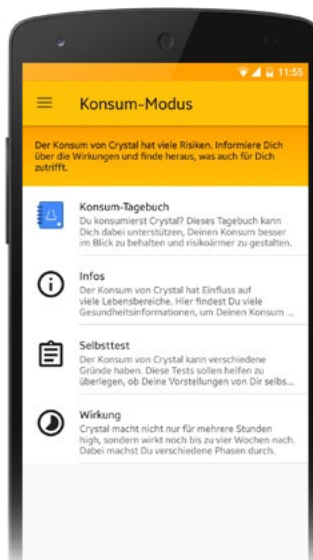 11:55
Konsum-Modus
Der Konsum von Crystal hat viele Risiken. Informiere Dich
über die Wirkungen und finde heraus, was auch für Dich
zutrifft.
Konsum-Tagebuch
Du konsumierst Crystal? Dieses Tagebuch kann
Dich dabei unterstützen, Deinen Konsum besser
im Blick zu behalten und risikoärmer zu gestalten.
Infos
Der Konsum von Crystal hat Einfluss auf
viele Lebensbereiche. Hier findest Du viele
Gesundheitsinformationen, um Deinen Konsum ...
Selbsttest
Der Konsum von Crystal kann verschiedene
Gründe haben. Diese Tests sollen helfen zu
überlegen, ob Deine Vorstellungen von Dir selbs...
Wirkung
Crystal macht nicht nur für mehrere Stunden
high, sondern wirkt noch bis zu vier Wochen nach.
Dabei machst Du verschiedene Phasen durch.